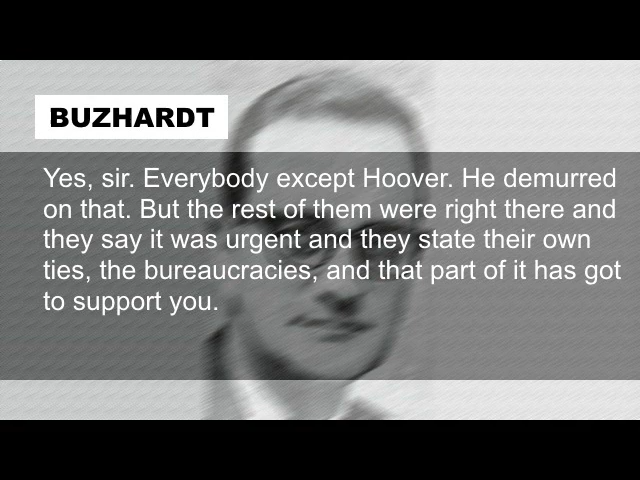 BUZHARDT
Yes, sir. Everybody except Hoover. He demurred
on that. But the rest of them were right there and
they say it was urgent and they state their own
ties, the bureaucracies, and that part of it has got
to support you.